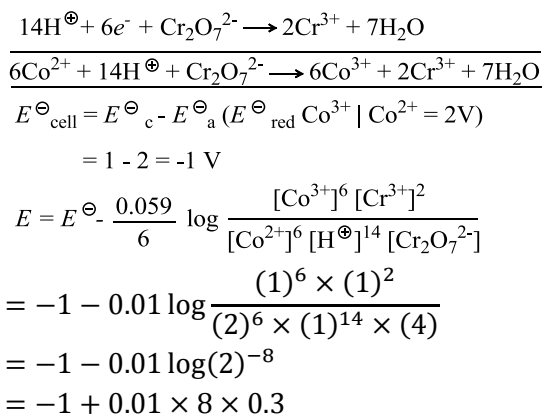 14H⊕ + 6e⁻ + Cr₂O₇²⁻ ⟶ 2Cr³⁺ + 7H₂O
6Co²⁺ + 14H⊕ + Cr₂O₇²⁻ ⟶ 6Co³⁺ + 2Cr³⁺ + 7H₂O
E⊖cell = E⊖c - E⊖a (E⊖red Co³⁺ | Co²⁺ = 2V)
= 1 - 2 = -1 V
E = E⊖ - 0.059/6 log [Co³⁺]⁶ [Cr³⁺]² / [Co²⁺]⁶ [H⊕]¹⁴ [Cr₂O₇²⁻]
= −1 − 0.01 log (1)⁶ × (1)² / (2)⁶ × (1)¹⁴ × (4)
= −1 − 0.01 log(2)⁻⁸
= −1 + 0.01 × 8 × 0.3